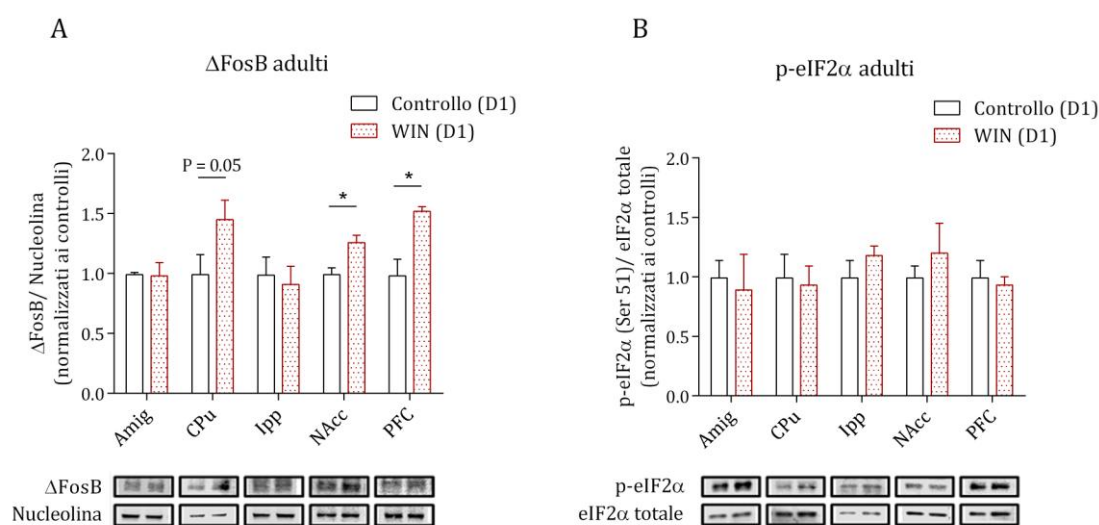 A
ΔFosB adulti
Controllo (D1)
WIN (D1)
ΔFosB/ Nucleolina
(normalizzati ai controlli)
2.0
1.5
1.0
0.5
0.0
P = 0.05
*
*
Amig
CPu
Ipp
NAcc
PFC
ΔFosB
Nucleolina
B
p-eIF2α adulti
Controllo (D1)
WIN (D1)
p-eIF2α (Ser 51)/ eIF2α totale
(normalizzati ai controlli)
2.0
1.5
1.0
0.5
0.0
Amig
CPu
Ipp
NAcc
PFC
p-eIF2α
eIF2α totale